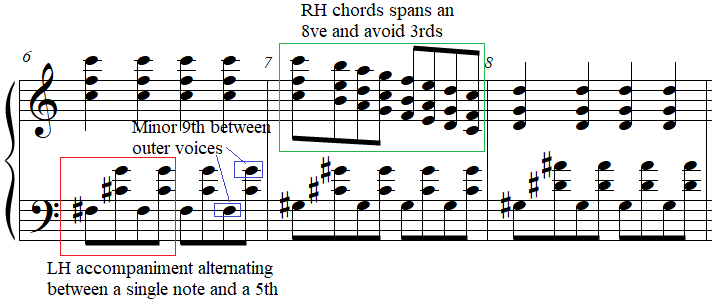 RH chords spans an
8ve and avoid 3rds
6
7
8
Minor 9th between
outer voices
LH accompaniment alternating
between a single note and a 5th